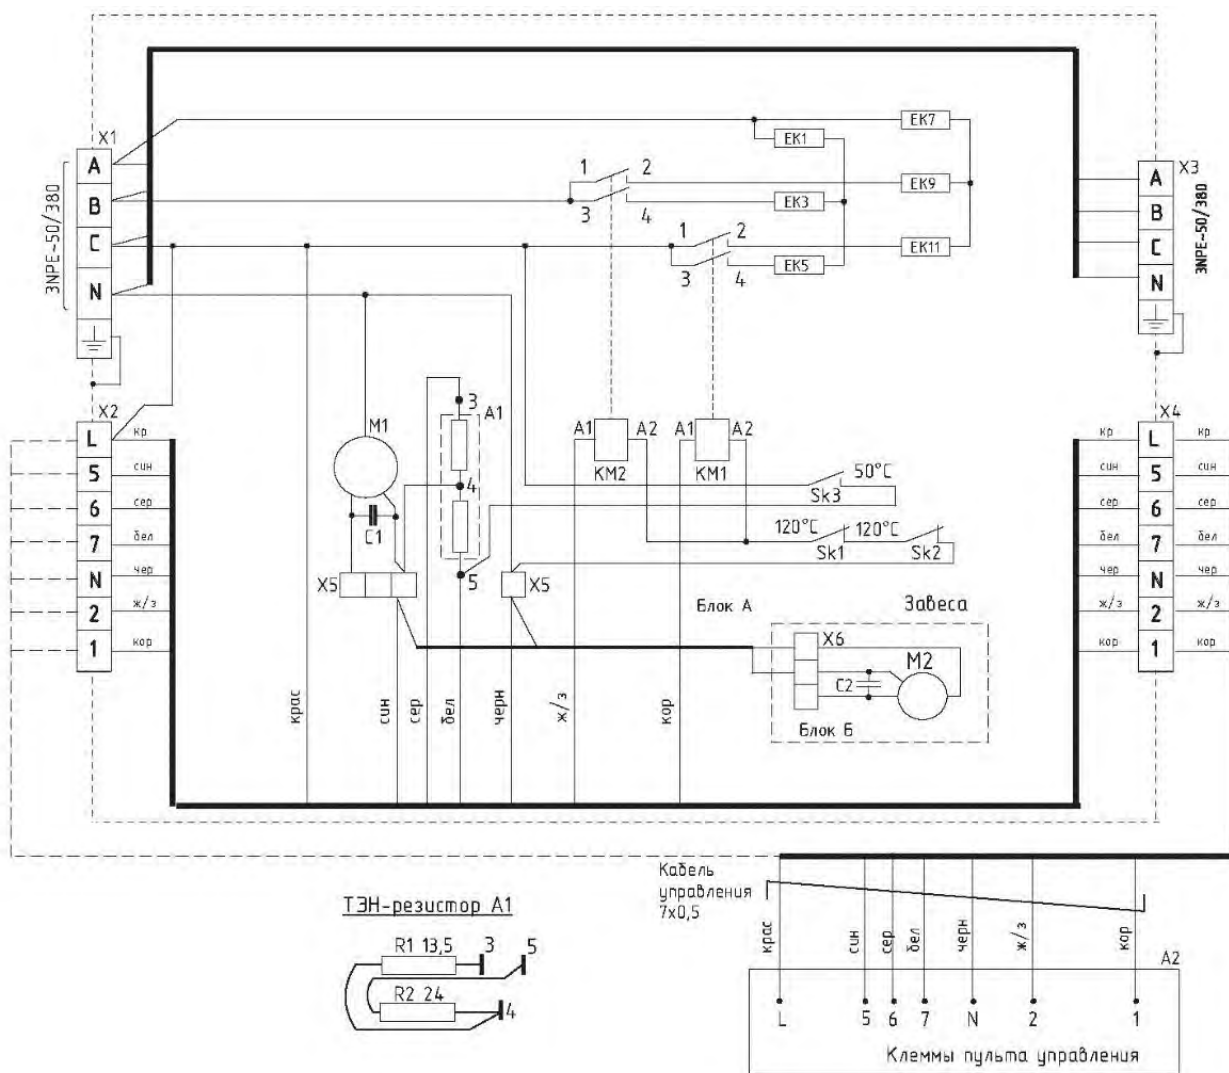 X1
A
B
C
N
3NPE~50/380
1
2
3
4
1
2
3
4
EK7
EK1
EK9
EK3
EK11
EK5
X3
A
B
C
N
3NPE~50/380
X2
L
5
6
7
N
2
1
кр
син
сер
бел
чер
ж/з
кор
M1
C1
3
A1
4
5
X5
X5
A1
A2
KM2
A1
A2
KM1
50°C
Sk3
120°C
120°C
Sk1
Sk2
X4
L
5
6
7
N
2
1
кр
син
сер
бел
чер
ж/з
кор
кр
син
сер
бел
чер
ж/з
кор
Блок А
Завеса
X6
M2
C2
Блок Б
крас
син
сер
бел
черн
ж/з
кор
Кабель
управления
7x0,5
крас
син
сер
бел
черн
ж/з
кор
A2
L
5
6
7
N
2
1
Клеммы пульта управления
ТЭН-резистор А1
R1 13,5
3
5
R2 24
4